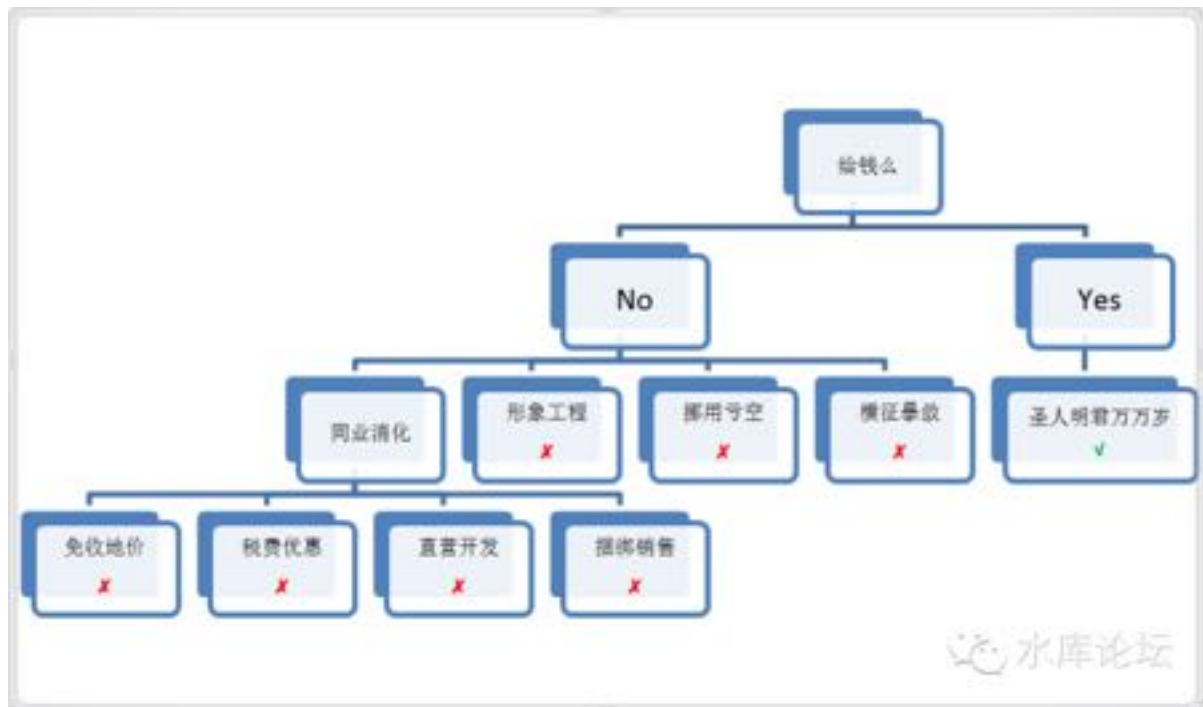 给钱么
No
Yes
同业消化
形象工程
✗
挪用亏空
✗
横征暴敛
✗
圣人明君万万岁
√
免收地价
✗
税费优惠
✗
直营开发
✗
捆绑销售
✗
水库论坛